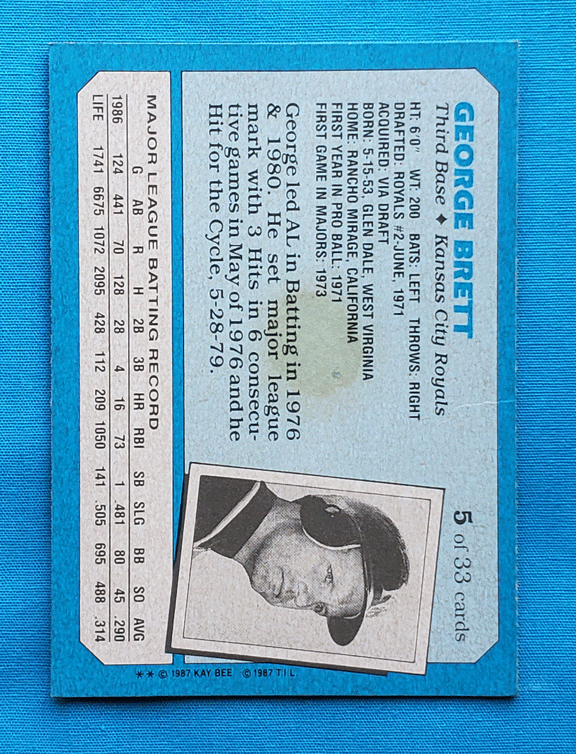 GEORGE BRETT
5 of 33 cards
Third Base ♦ Kansas City Royals
HT: 6'0" WT: 200 BATS: LEFT THROWS: RIGHT
DRAFTED: ROYALS #2-JUNE, 1971
ACQUIRED: VIA DRAFT
BORN: 5-15-53, GLEN DALE, WEST VIRGINIA
HOME: RANCHO MIRAGE, CALIFORNIA
FIRST YEAR IN PRO BALL: 1971
FIRST GAME IN MAJORS: 1973
George led AL in Batting in 1976
& 1980. He set major league
mark with 3 Hits in 6 consecu-
tive games in May of 1976 and he
Hit for the Cycle, 5-28-79.
MAJOR LEAGUE BATTING RECORD
G AB R H 2B 3B HR RBI SB SLG BB SO AVG
1986 124 441 70 128 28 4 16 73 1 .481 80 45 .290
LIFE 1741 6675 1072 2095 428 112 209 1050 141 .505 695 488 .314
** © 1987 KAY BEE © 1987 T.I.L.